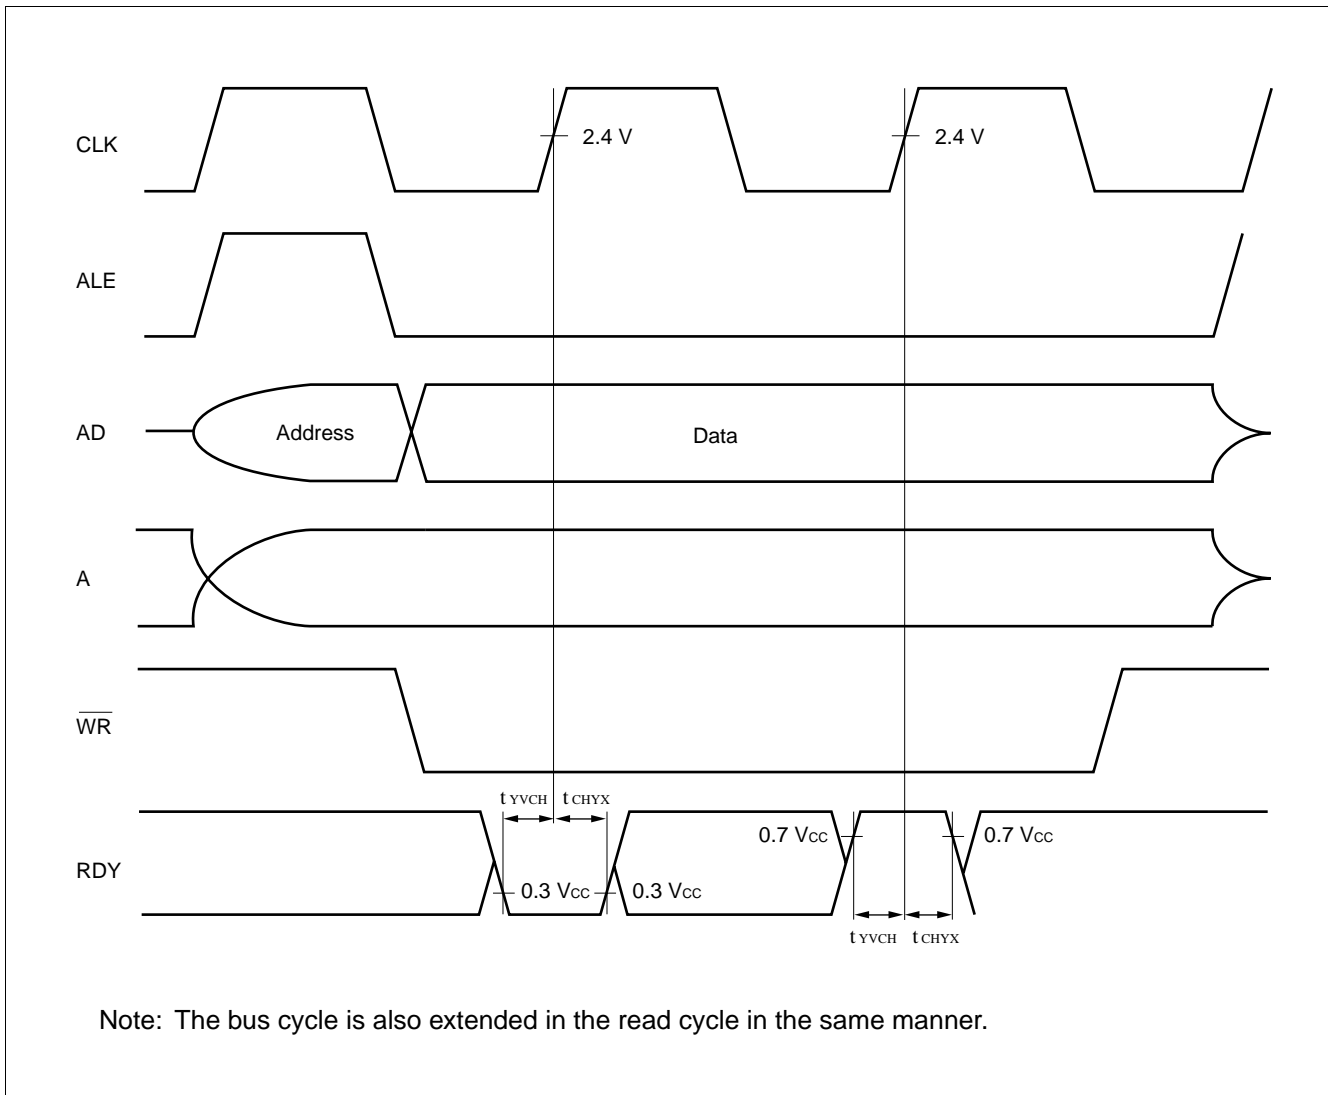 CLK
2.4 V
2.4 V
ALE
AD
Address
Data
A
WR
t YVCH
t CHYX
0.7 VCC
0.7 VCC
RDY
0.3 VCC
0.3 VCC
t YVCH
t CHYX
Note: The bus cycle is also extended in the read cycle in the same manner.